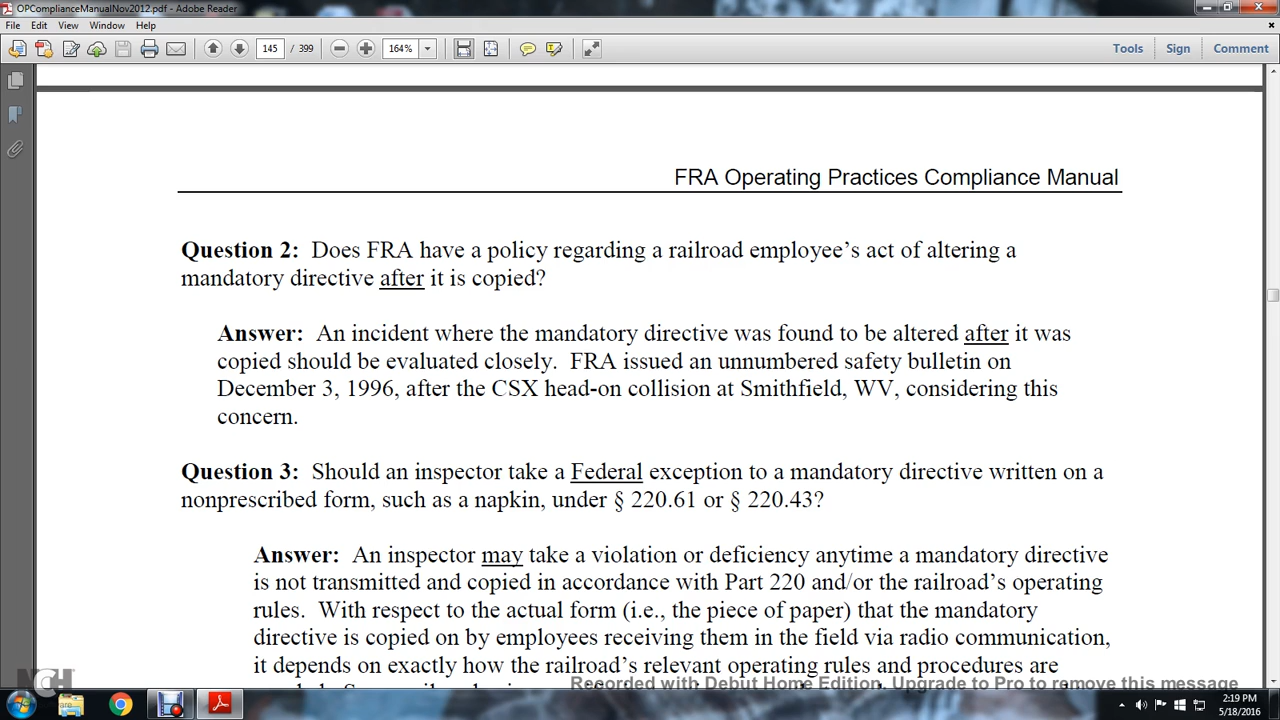 OPComplianceManualNov2012.pdf - Adobe Reader
File Edit View Window Help
145 / 399 164% Tools Sign Comment
FRA Operating Practices Compliance Manual
Question 2: Does FRA have a policy regarding a railroad employee's act of altering a
mandatory directive after it is copied?
Answer: An incident where the mandatory directive was found to be altered after it was
copied should be evaluated closely. FRA issued an unnumbered safety bulletin on
December 3, 1996, after the CSX head-on collision at Smithfield, WV, considering this
concern.
Question 3: Should an inspector take a Federal exception to a mandatory directive written on a
nonprescribed form, such as a napkin, under § 220.61 or § 220.43?
Answer: An inspector may take a violation or deficiency anytime a mandatory directive
is not transmitted and copied in accordance with Part 220 and/or the railroad's operating
rules. With respect to the actual form (i.e., the piece of paper) that the mandatory
directive is copied on by employees receiving them in the field via radio communication,
it depends on exactly how the railroad's relevant operating rules and procedures are
Recorded with Debut Home Edition. Upgrade to Pro to remove this message
NCH
2:19 PM
5/18/2016